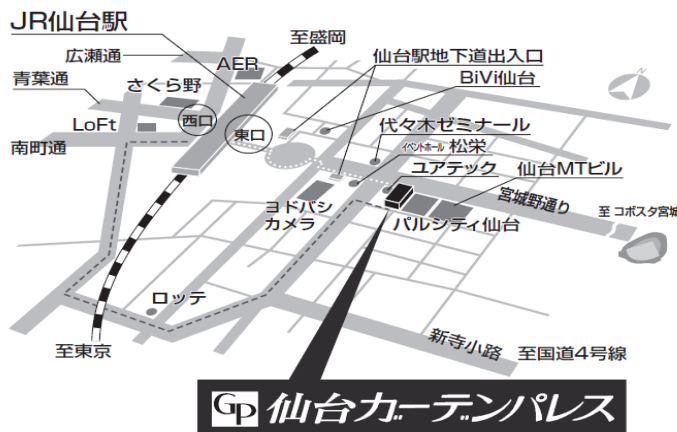 JR仙台駅
至盛岡
広瀬通
AER
仙台駅地下道出入口
青葉通
さくら野
BiVi仙台
LoFt
西口
東口
代々木ゼミナール
南町通
イベントホール 松栄
ユアテック
仙台MTビル
宮城野通り
至 コボスタ宮城
ヨドバシ
カメラ
パルシティ仙台
ロッテ
至東京
新寺小路
至国道4号線
GP 仙台ガーデンパレス